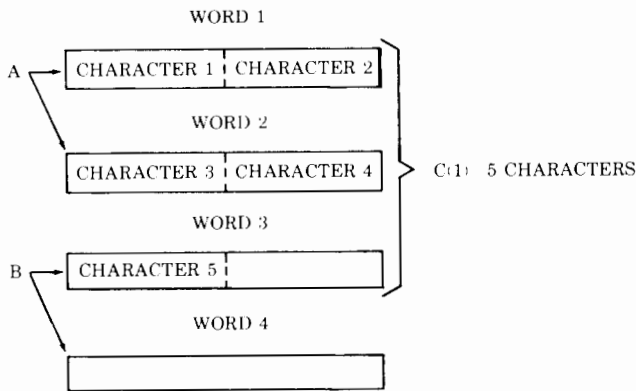 WORD 1
A CHARACTER 1 CHARACTER 2
WORD 2
CHARACTER 3 CHARACTER 4 C(1) 5 CHARACTERS
WORD 3
B CHARACTER 5
WORD 4